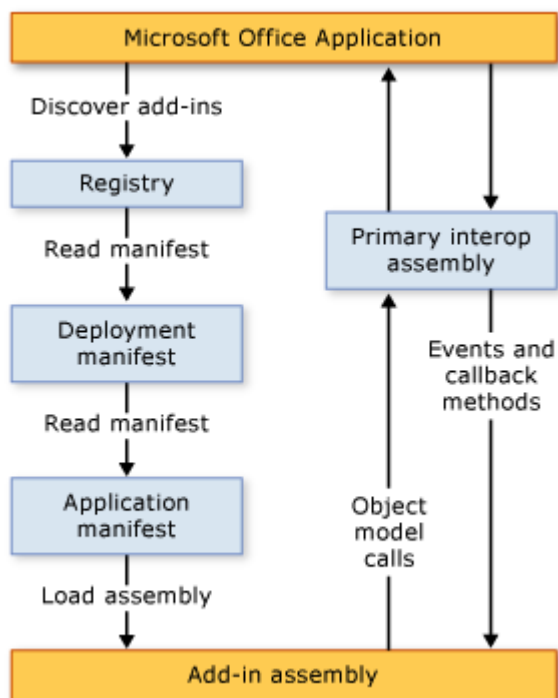 Microsoft Office Application
Discover add-ins
Registry
Read manifest
Deployment
manifest
Read manifest
Application
manifest
Load assembly
Primary interop
assembly
Events and
callback
methods
Object
model
calls
Add-in assembly